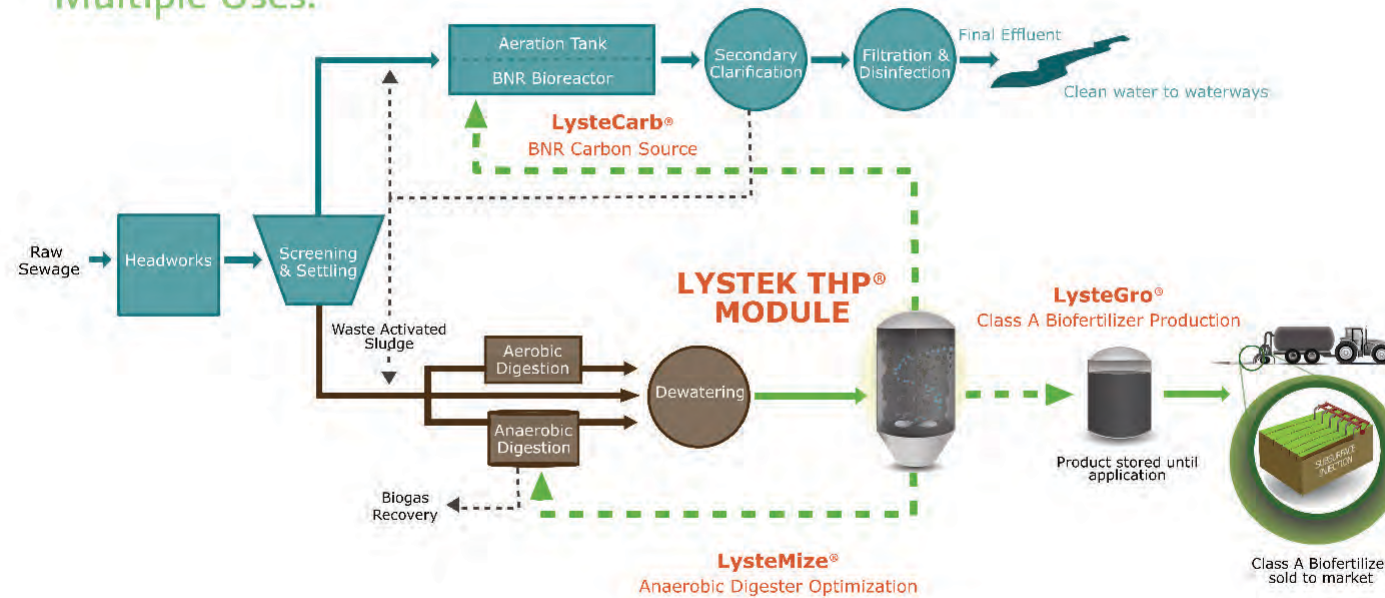 Multiple Uses.
Aeration Tank
BNR Bioreactor
Secondary
Clarification
Filtration &
Disinfection
Final Effluent
Clean water to waterways
LysteCarb®
BNR Carbon Source
Raw
Sewage
Headworks
Screening
& Settling
LYSTEK THP®
MODULE
LysteGro®
Class A Biofertilizer Production
Waste Activated
Sludge
Aerobic
Digestion
Dewatering
Anaerobic
Digestion
Product stored until
application
SUBSURFACE
INJECTION
Biogas
Recovery
LysteMize®
Anaerobic Digester Optimization
Class A Biofertilize
sold to market